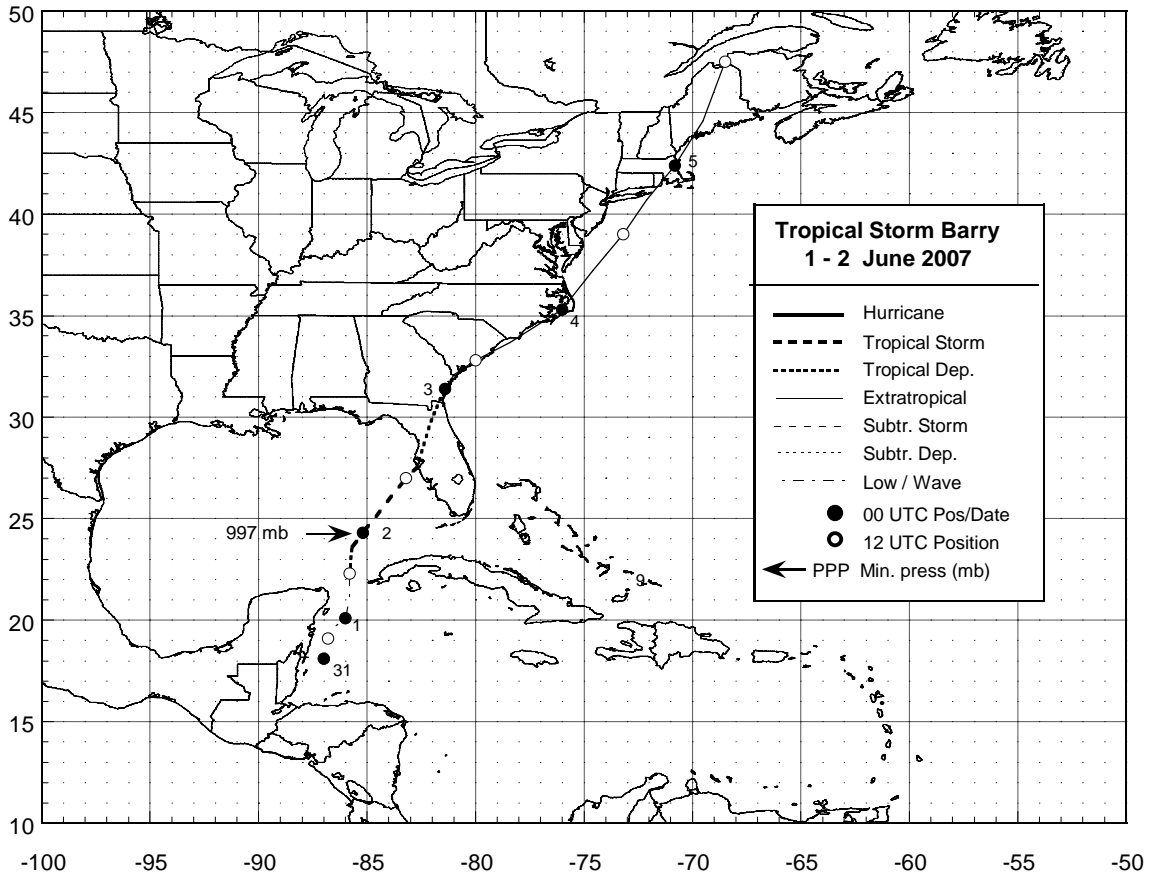 50
45
40
35
30
25
20
15
10
-100
-95
-90
-85
-80
-75
-70
-65
-60
-55
-50
5
4
3
997 mb
2
1
31
9
Tropical Storm Barry
1 - 2 June 2007
Hurricane
Tropical Storm
Tropical Dep.
Extratropical
Subtr. Storm
Subtr. Dep.
Low / Wave
00 UTC Pos/Date
12 UTC Position
PPP Min. press (mb)